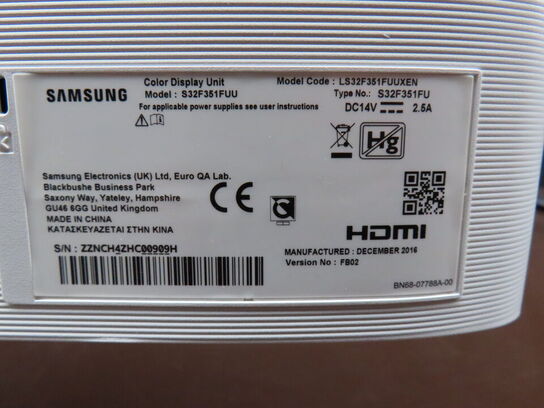 SAMSUNG
Color Display Unit
Model : S32F351FUU
Model Code : LS32F351FUUXEN
Type No.: S32F351FU
For applicable power supplies see user instructions
DC14V 2.5A
Hg
Samsung Electronics (UK) Ltd, Euro QA Lab.
Blackbushe Business Park
Saxony Way, Yateley, Hampshire
GU46 6GG United Kingdom
MADE IN CHINA
ΚΑΤΑΣΚΕΥΑΖΕΤΑΙ ΣΤΗΝ ΚΙΝΑ
CE
HDMI
S/N : ZZNCH4ZHC00909H
MANUFACTURED : DECEMBER 2016
Version No : FB02
BN68-07788A-00